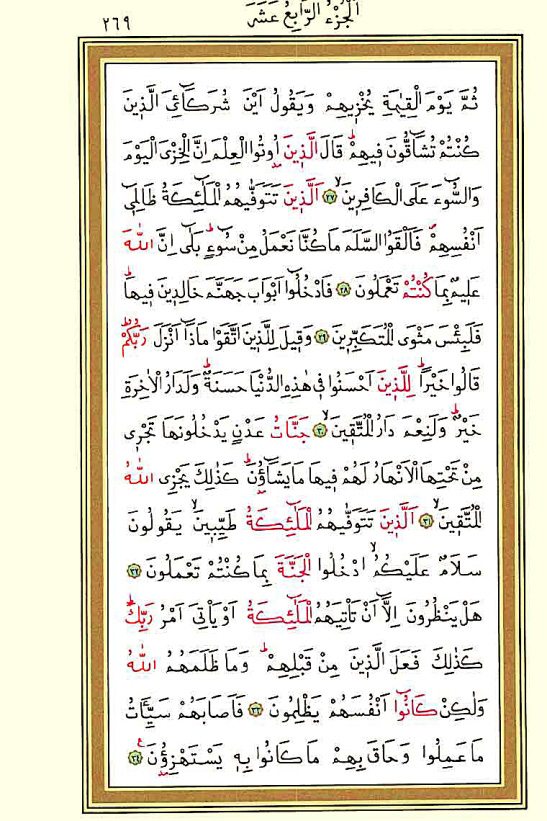 ٢٦٩ اَلْجُزْءُ الرَّابِعُ عَشَرَ
ثُمَّ يَوْمَ الْقِيٰمَةِ يُخْز۪يهِمْ وَيَقُولُ اَيْنَ شُرَكَٓائِيَ الَّذ۪ينَ
كُنْتُمْ تُشَٓاقُّونَ ف۪يهِمْۜ قَالَ الَّذ۪ينَ اُو۫تُوا الْعِلْمَ اِنَّ الْخِزْيَ الْيَوْمَ
وَالسُّٓوءَ عَلَى الْكَافِر۪ينَۙ ﴿٢٧﴾ اَلَّذ۪ينَ تَتَوَفّٰيهُمُ الْمَلٰٓئِكَةُ ظَالِم۪ٓي
اَنْفُسِهِمْۖ فَاَلْقَوُا السَّلَمَ مَا كُنَّا نَعْمَلُ مِنْ سُٓوءٍۜ بَلٰٓى اِنَّ اللّٰهَ
عَل۪يمٌ بِمَا كُنْتُمْ تَعْمَلُونَ ﴿٢٨﴾ فَادْخُلُٓوا اَبْوَابَ جَهَنَّمَ خَالِد۪ينَ ف۪يهَاۜ
فَلَبِئْسَ مَثْوَى الْمُتَكَبِّر۪ينَ ﴿٢٩﴾ وَق۪يلَ لِلَّذ۪ينَ اتَّقَوْا مَاذَٓا اَنْزَلَ رَبُّكُمْۜ
قَالُوا خَيْرًاۜ لِلَّذ۪ينَ اَحْسَنُوا ف۪ي هٰذِهِ الدُّنْيَا حَسَنَةٌۜ وَلَدَارُ الْاٰخِرَةِ
خَيْرٌۜ وَلَنِعْمَ دَارُ الْمُتَّق۪ينَۙ ﴿٣٠﴾ جَنَّاتُ عَدْنٍ يَدْخُلُونَهَا تَجْر۪ي
مِنْ تَحْتِهَا الْاَنْهَارُ لَهُمْ ف۪يهَا مَا يَشَٓاؤُ۫نَۜ كَذٰلِكَ يَجْزِي اللّٰهُ
الْمُتَّق۪ينَۙ ﴿٣١﴾ اَلَّذ۪ينَ تَتَوَفّٰيهُمُ الْمَلٰٓئِكَةُ طَيِّب۪ينَۙ يَقُولُونَ
سَلَامٌ عَلَيْكُمُۙ ادْخُلُوا الْجَنَّةَ بِمَا كُنْتُمْ تَعْمَلُونَ ﴿٣٢﴾
هَلْ يَنْظُرُونَ اِلَّٓا اَنْ تَأْتِيَهُمُ الْمَلٰٓئِكَةُ اَوْ يَأْتِيَ اَمْرُ رَبِّكَۜ
كَذٰلِكَ فَعَلَ الَّذ۪ينَ مِنْ قَبْلِهِمْۜ وَمَا ظَلَمَهُمُ اللّٰهُ
وَلٰكِنْ كَانُٓوا اَنْفُسَهُمْ يَظْلِمُونَ ﴿٣٣﴾ فَاَصَابَهُمْ سَيِّـَٔاتُ
مَا عَمِلُوا وَحَاقَ بِهِمْ مَا كَانُوا بِه۪ يَسْتَهْزِؤُ۫نَ ﴿٣٤﴾